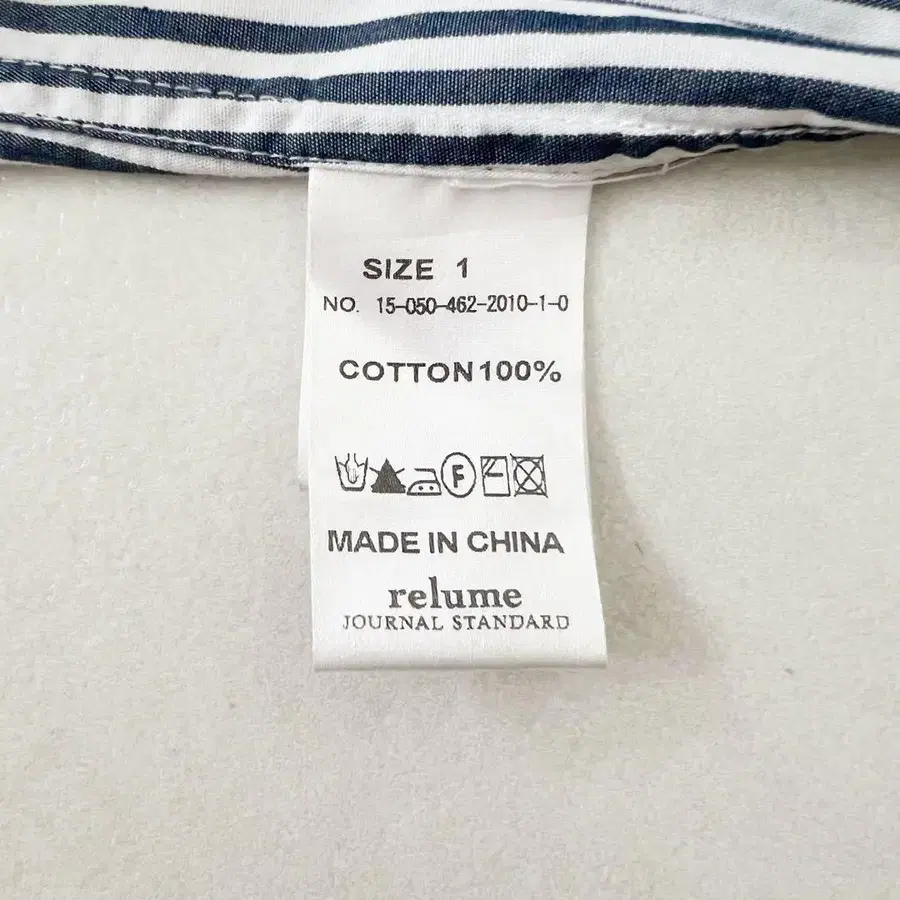 SIZE 1
NO. 15-050-462-2010-1-0
COTTON100%
F
MADE IN CHINA
relume
JOURNAL STANDARD